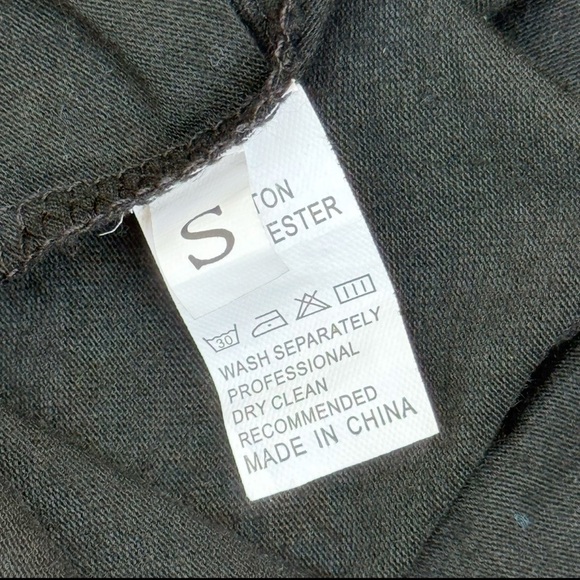 S
TON
ESTER
30
WASH SEPARATELY
PROFESSIONAL
DRY CLEAN
RECOMMENDED
MADE IN CHINA